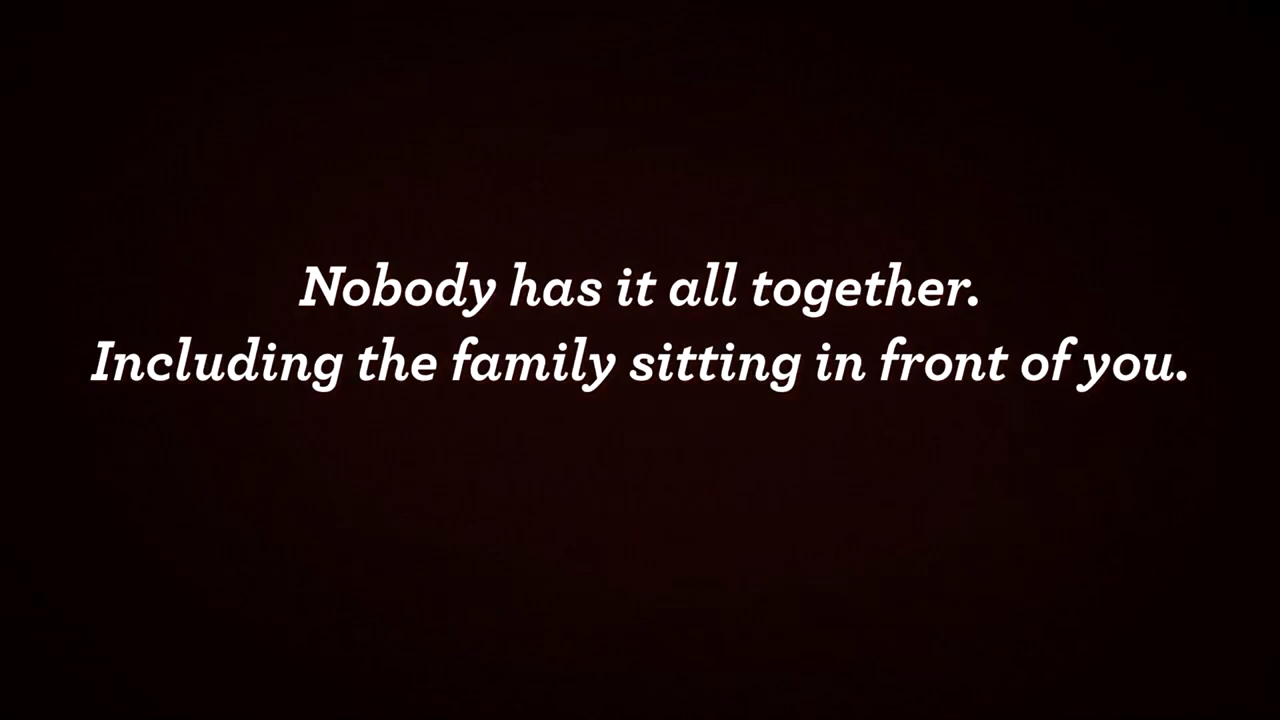 Nobody has it all together.
Including the family sitting in front of you.